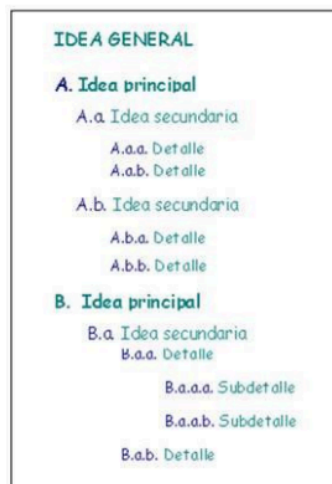 IDEA GENERAL
A. Idea principal
A.a. Idea secundaria
A.a.a. Detalle
A.a.b. Detalle
A.b. Idea secundaria
A.b.a. Detalle
A.b.b. Detalle
B. Idea principal
B.a. Idea secundaria
B.a.a. Detalle
B.a.a.a. Subdetalle
B.a.a.b. Subdetalle
B.a.b. Detalle